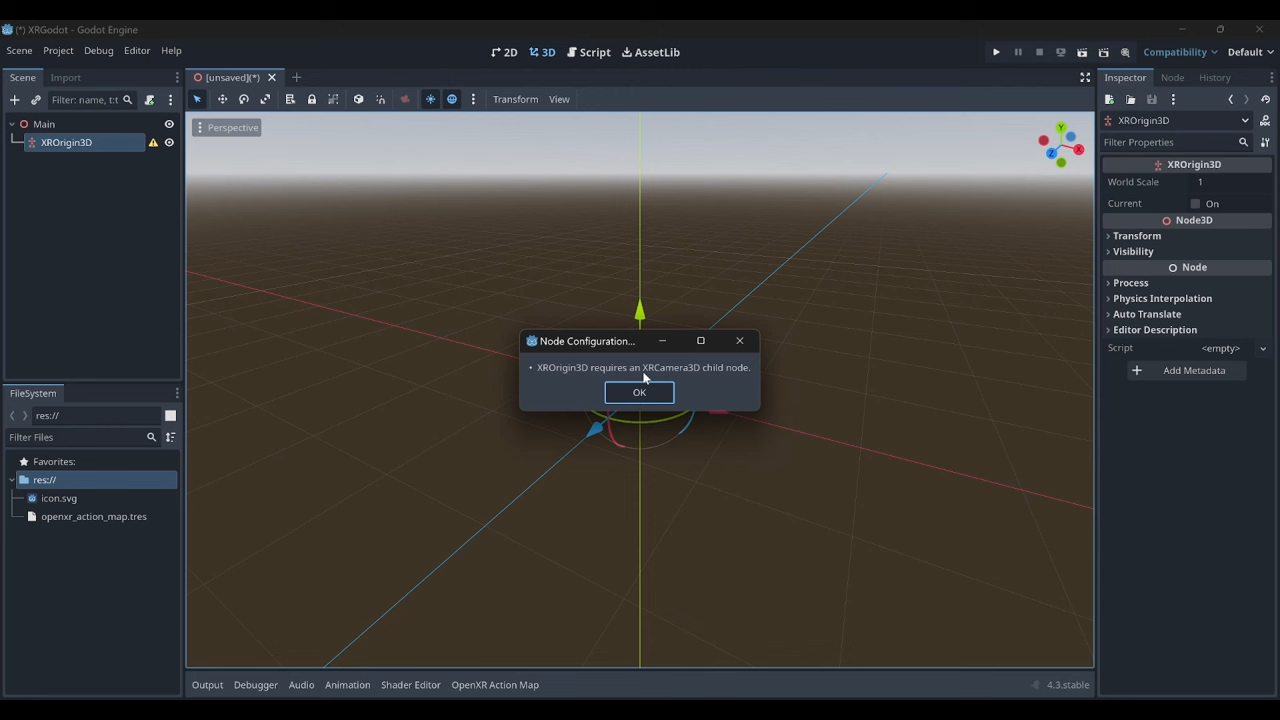 (*) XRGodot - Godot Engine
Scene Project Debug Editor Help
2D 3D Script AssetLib
Compatibility Default
Scene Import
[unsaved](*)
Inspector Node History
Filter: name, t:t
Transform View
Main
XROrigin3D
Perspective
Y
X
Z
XROrigin3D
Filter Properties
XROrigin3D
World Scale 1
Current On
Node3D
Transform
Visibility
Node
Process
Physics Interpolation
Auto Translate
Editor Description
Script <empty>
Add Metadata
Node Configuration...
• XROrigin3D requires an XRCamera3D child node.
OK
FileSystem
res://
Filter Files
Favorites:
res://
icon.svg
openxr_action_map.tres
Output Debugger Audio Animation Shader Editor OpenXR Action Map
4.3.stable